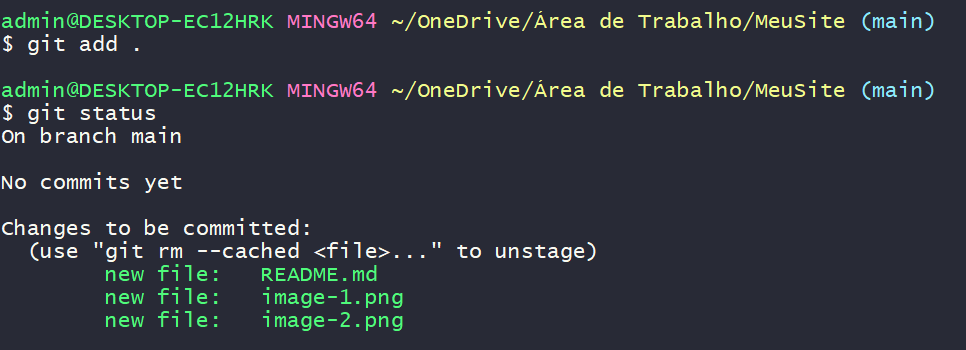 admin@DESKTOP-EC12HRK MINGW64 ~/OneDrive/Área de Trabalho/MeuSite (main)
$ git add .
admin@DESKTOP-EC12HRK MINGW64 ~/OneDrive/Área de Trabalho/MeuSite (main)
$ git status
On branch main
No commits yet
Changes to be committed:
  (use "git rm --cached <file>..." to unstage)
        new file:   README.md
        new file:   image-1.png
        new file:   image-2.png